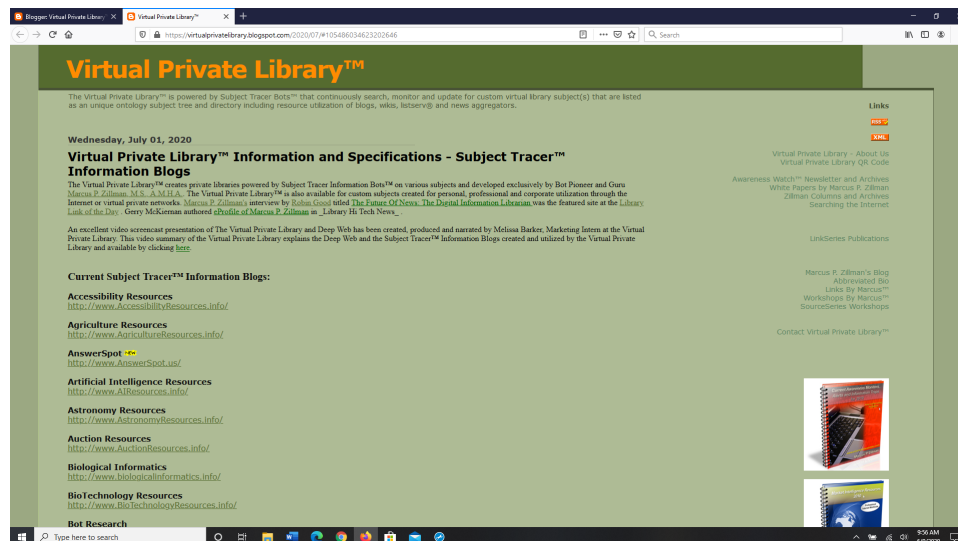 Blogger: Virtual Private Library
Virtual Private Library™
https://virtualprivatelibrary.blogspot.com/2020/07/#105486034623202646
Search
Virtual Private Library™
The Virtual Private Library™ is powered by Subject Tracer Bots™ that continuously search, monitor and update for custom virtual library subject(s) that are listed
as an unique ontology subject tree and directory including resource utilization of blogs, wikis, listserv® and news aggregators.
Links
RSS
XML
Wednesday, July 01, 2020
Virtual Private Library™ Information and Specifications - Subject Tracer™
Information Blogs
The Virtual Private Library™ creates private libraries powered by Subject Tracer Information Bots™ on various subjects and developed exclusively by Bot Pioneer and Guru
Marcus P. Zillman, M.S., A.M.H.A.. The Virtual Private Library™ is also available for custom subjects created for personal, professional and corporate utilization through the
Internet or virtual private networks. Marcus P. Zillman's interview by Robin Good titled The Future Of News: The Digital Information Librarian was the featured site at the Library
Link of the Day . Gerry McKiernan authored eProfile of Marcus P. Zillman in _Library Hi Tech News_ .
An excellent video screencast presentation of The Virtual Private Library and Deep Web has been created, produced and narrated by Melissa Barker, Marketing Intern at the Virtual
Private Library. This video summary of the Virtual Private Library explains the Deep Web and the Subject Tracer™ Information Blogs created and utilized by the Virtual Private
Library and available by clicking here.
Current Subject Tracer™ Information Blogs:
Accessibility Resources
http://www.AccessibilityResources.info/
Agriculture Resources
http://www.AgricultureResources.info/
AnswerSpot NEW
http://www.AnswerSpot.us/
Artificial Intelligence Resources
http://www.AIResources.info/
Astronomy Resources
http://www.AstronomyResources.info/
Auction Resources
http://www.AuctionResources.info/
Biological Informatics
http://www.biologicalinformatics.info/
BioTechnology Resources
http://www.BioTechnologyResources.info/
Bot Research
Virtual Private Library - About Us
Virtual Private Library QR Code
Awareness Watch™ Newsletter and Archives
White Papers by Marcus P. Zillman
Zillman Columns and Archives
Searching the Internet
LinkSeries Publications
Marcus P. Zillman's Blog
Abbreviated Bio
Links By Marcus™
Workshops By Marcus™
SourceSeries Workshops
Contact Virtual Private Library™
Type here to search
9:56 AM